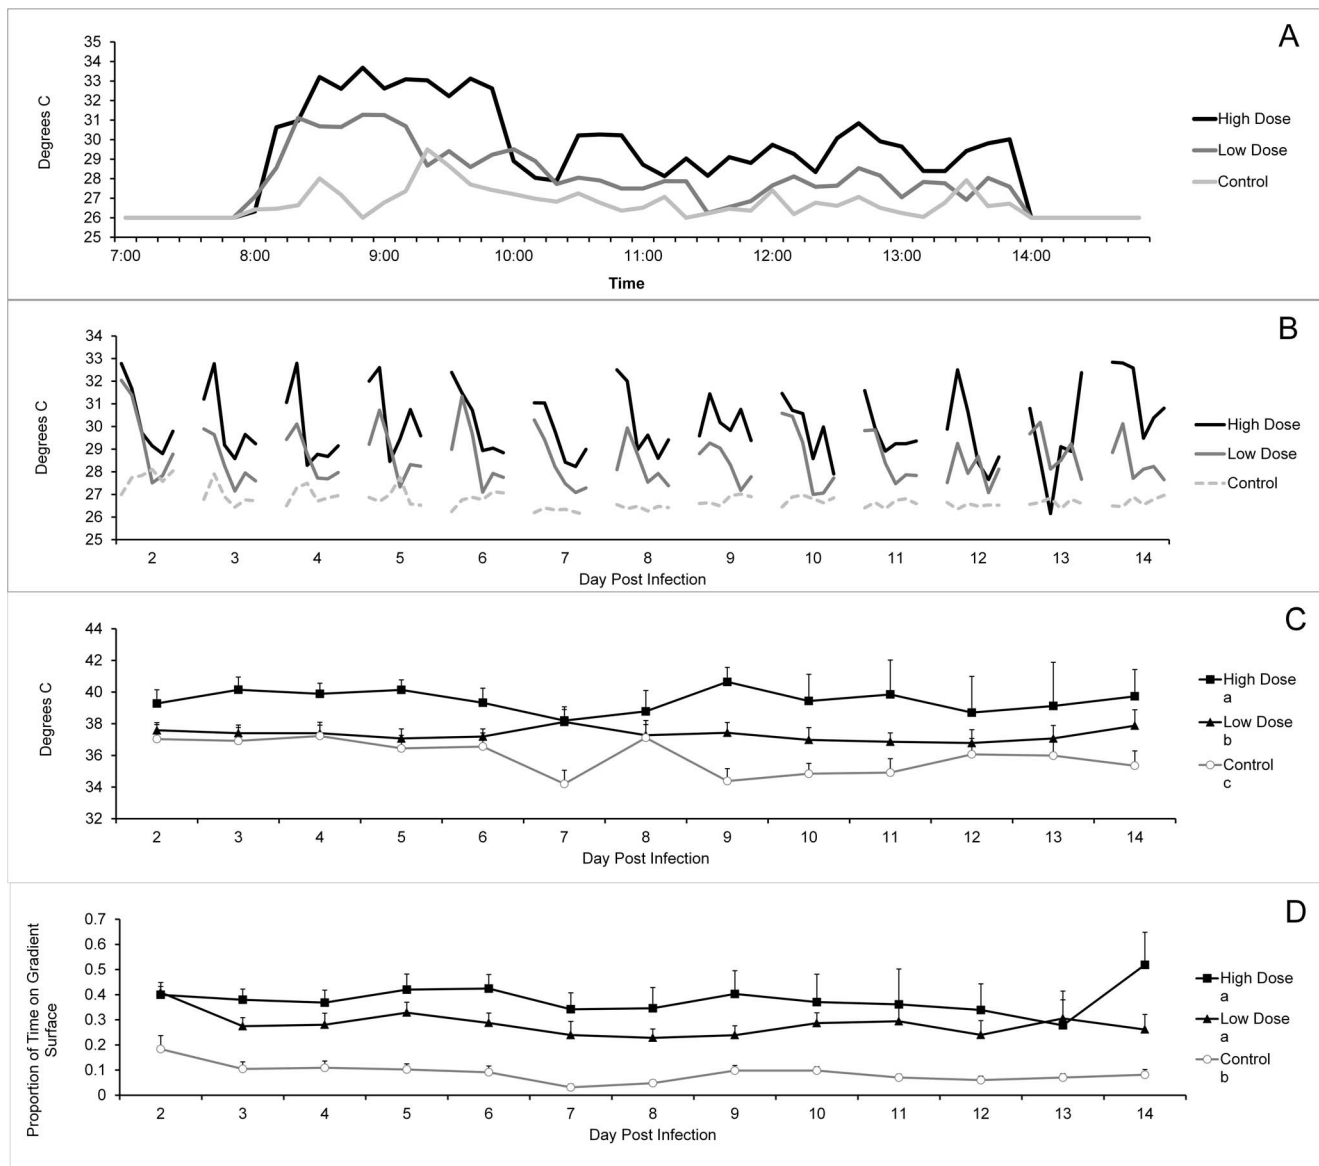 A
35
34
33
32
31
30
29
28
27
26
25
Degrees C
7:00 8:00 9:00 10:00 11:00 12:00 13:00 14:00
Time
High Dose
Low Dose
Control
B
34
33
32
31
30
29
28
27
26
25
Degrees C
2 3 4 5 6 7 8 9 10 11 12 13 14
Day Post Infection
High Dose
Low Dose
Control
C
44
42
40
38
36
34
32
Degrees C
2 3 4 5 6 7 8 9 10 11 12 13 14
Day Post Infection
High Dose
a
Low Dose
b
Control
c
D
0.7
0.6
0.5
0.4
0.3
0.2
0.1
0
Proportion of Time on Gradient
Surface
2 3 4 5 6 7 8 9 10 11 12 13 14
Day Post Infection
High Dose
a
Low Dose
a
Control
b